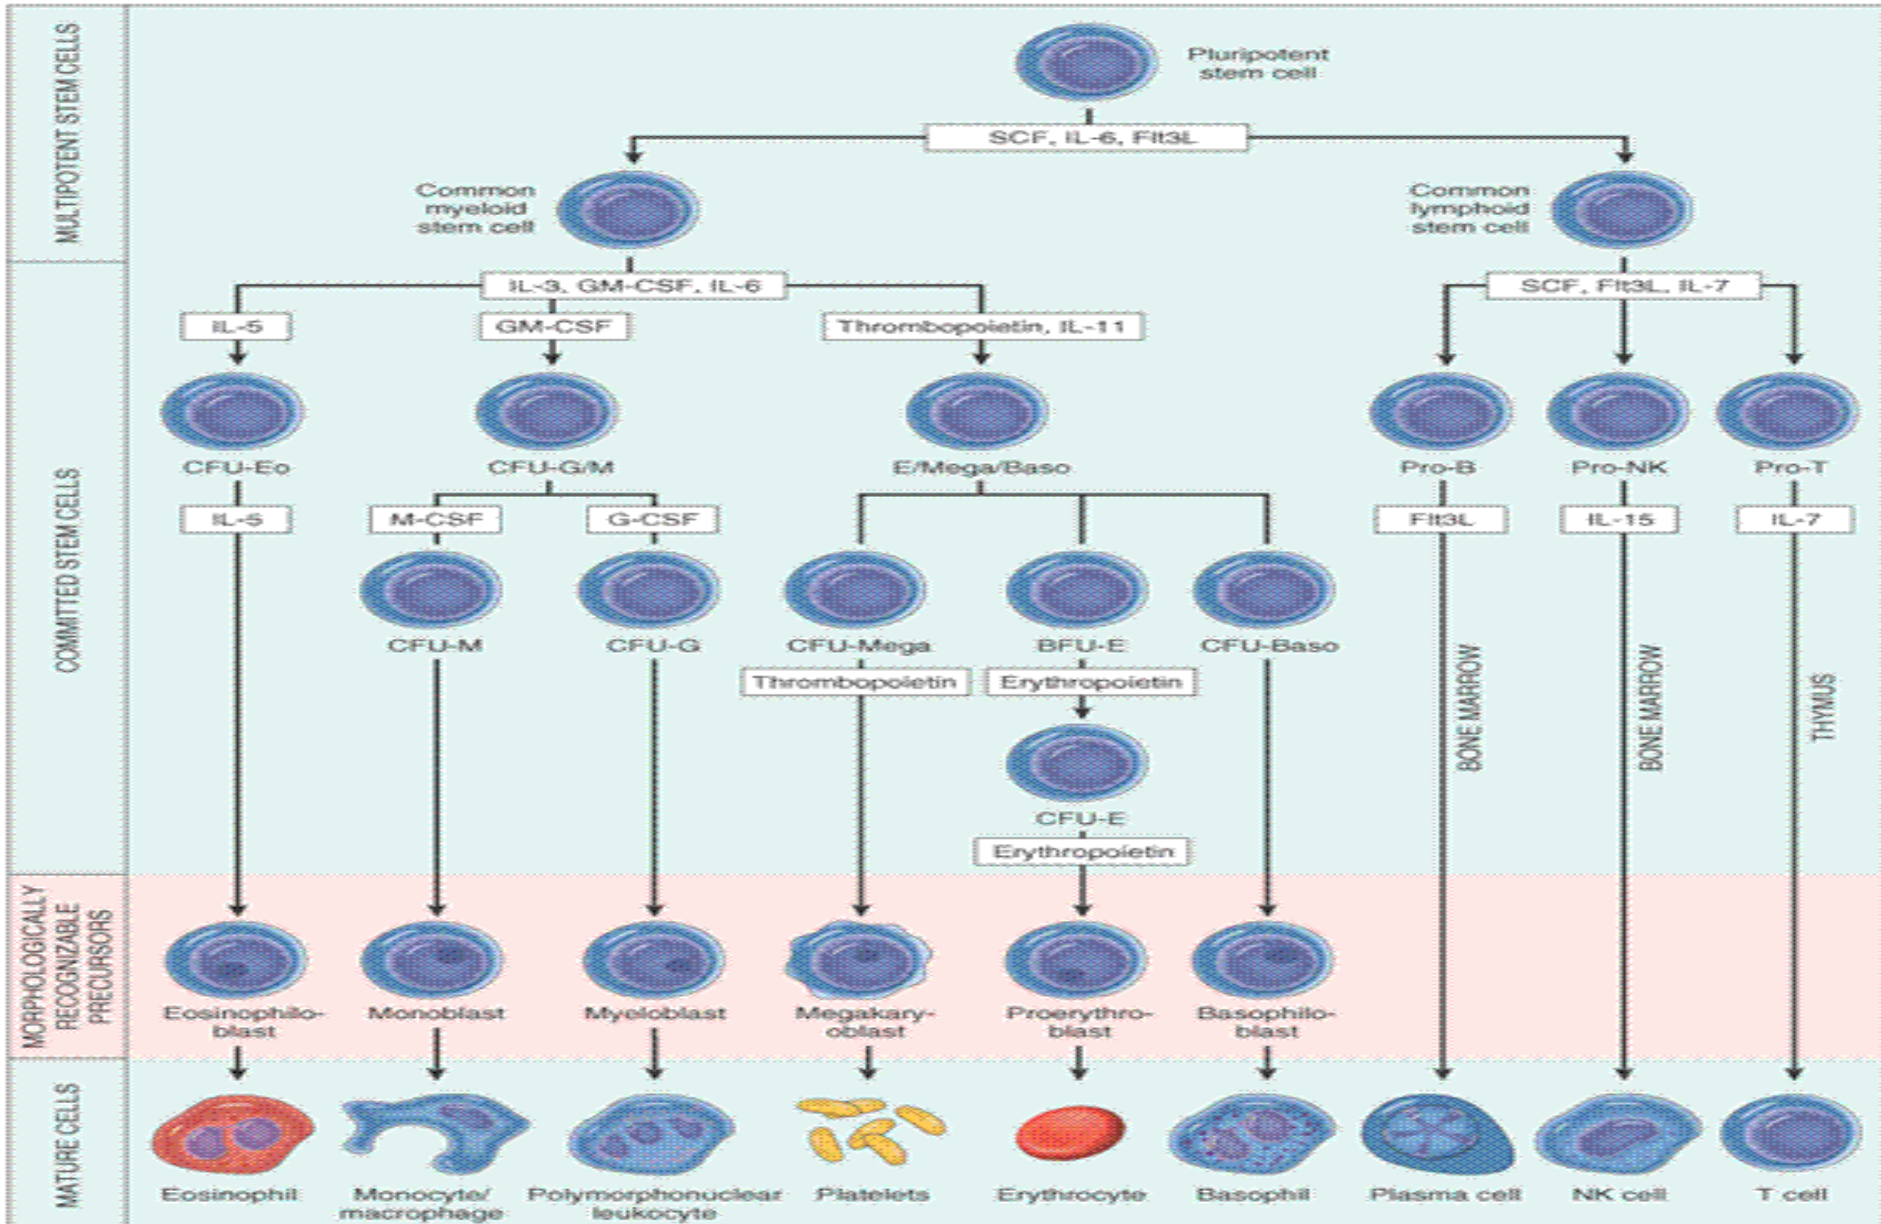 MULTIPOTENT STEM CELLS
Pluripotent
stem cell
SCF, IL-6, Flt3L
Common
myeloid
stem cell
Common
lymphoid
stem cell
COMMITTED STEM CELLS
IL-3, GM-CSF, IL-6
SCF, Flt3L, IL-7
IL-5
GM-CSF
Thrombopoietin, IL-11
CFU-Eo
CFU-G/M
E/Mega/Baso
Pro-B
Pro-NK
Pro-T
IL-5
M-CSF
G-CSF
Flt3L
IL-15
IL-7
CFU-M
CFU-G
CFU-Mega
BFU-E
CFU-Baso
Thrombopoietin
Erythropoietin
BONE MARROW
BONE MARROW
THYMUS
CFU-E
Erythropoietin
MORPHOLOGICALLY
RECOGNIZABLE
PRECURSORS
Eosinophilo-
blast
Monoblast
Myeloblast
Megakary-
oblast
Proerythro-
blast
Basophilo-
blast
MATURE CELLS
Eosinophil
Monocyte/
macrophage
Polymorphonuclear
leukocyte
Platelets
Erythrocyte
Basophil
Plasma cell
NK cell
T cell